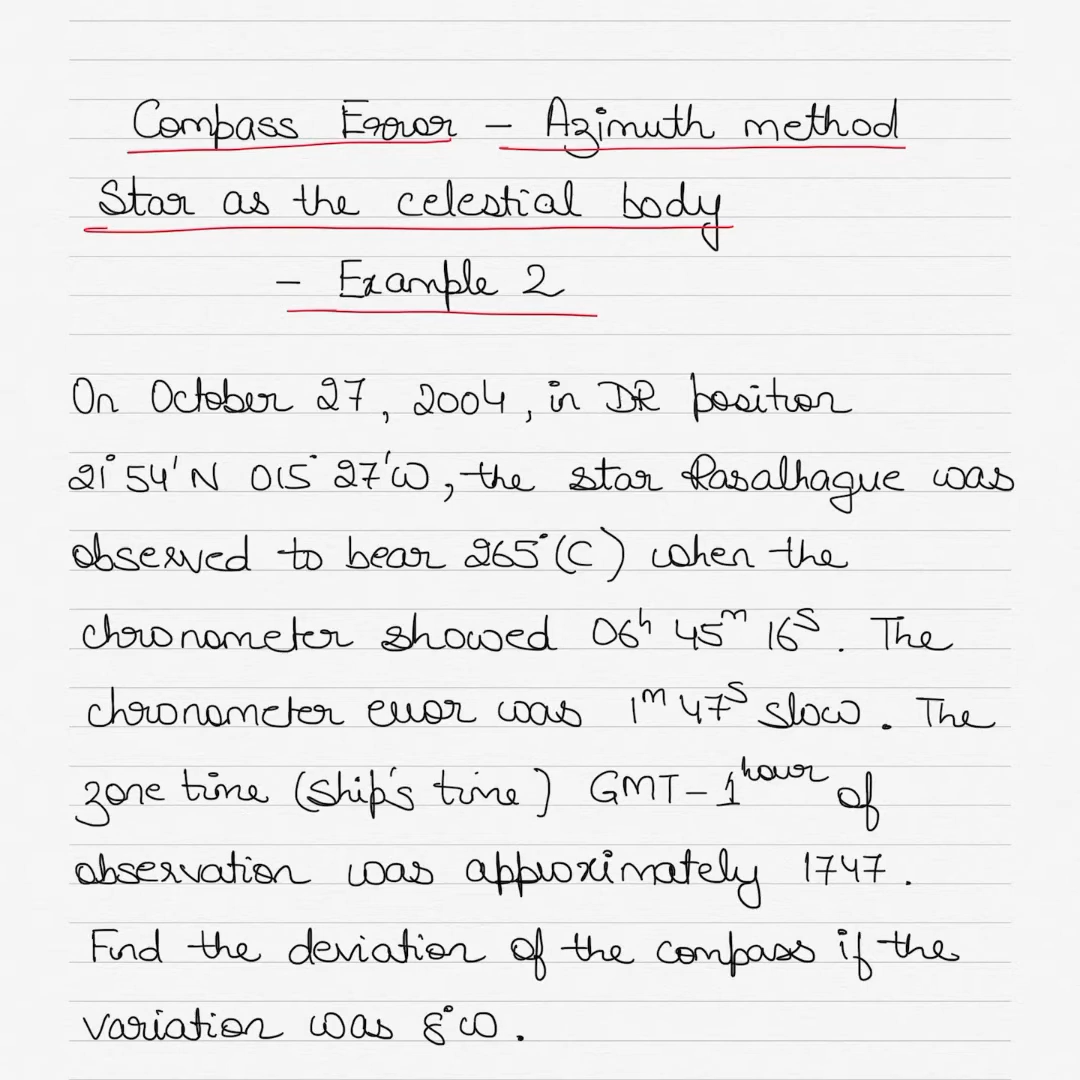 Compass Error - Azimuth method
Star as the celestial body
- Example 2
On October 27, 2004, in DR position
21° 54' N 015° 27' W, the star Rasalhague was
observed to bear 265° (C) when the
chronometer showed 06h 45m 16s. The
chronometer error was 1m 47s slow. The
zone time (ship's time) GMT - 1 hour of
observation was approximately 1747.
Find the deviation of the compass if the
variation was 8° W.